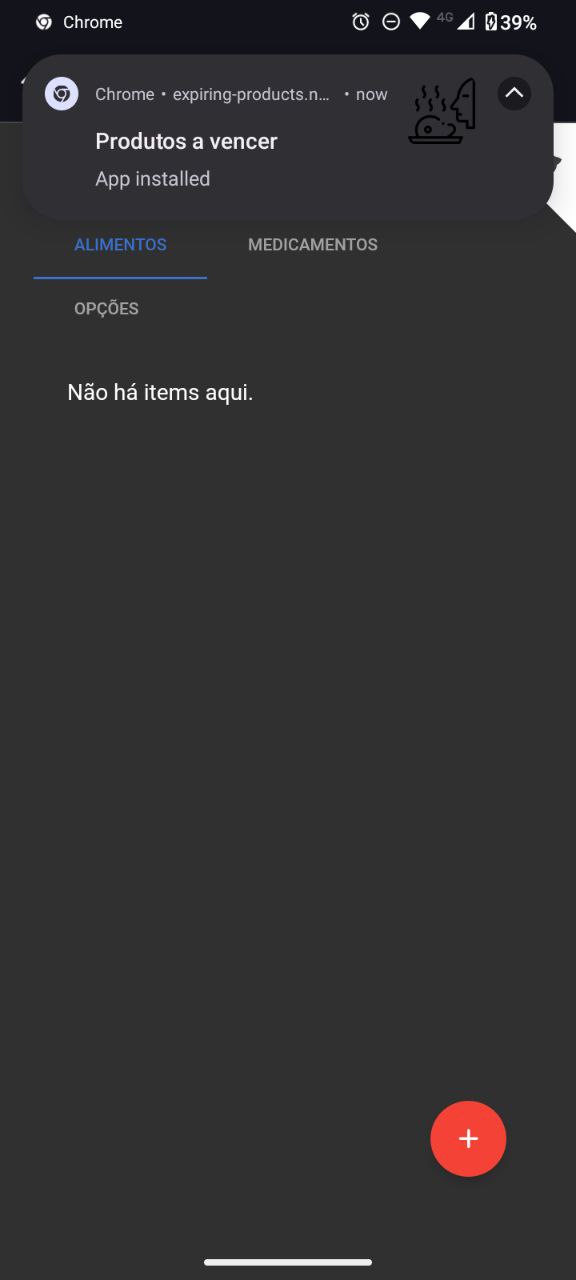 Chrome 4G 39%
Chrome • expiring-products.n... • now
Produtos a vencer
App installed
ALIMENTOS MEDICAMENTOS
OPÇÕES
Não há items aqui.
+